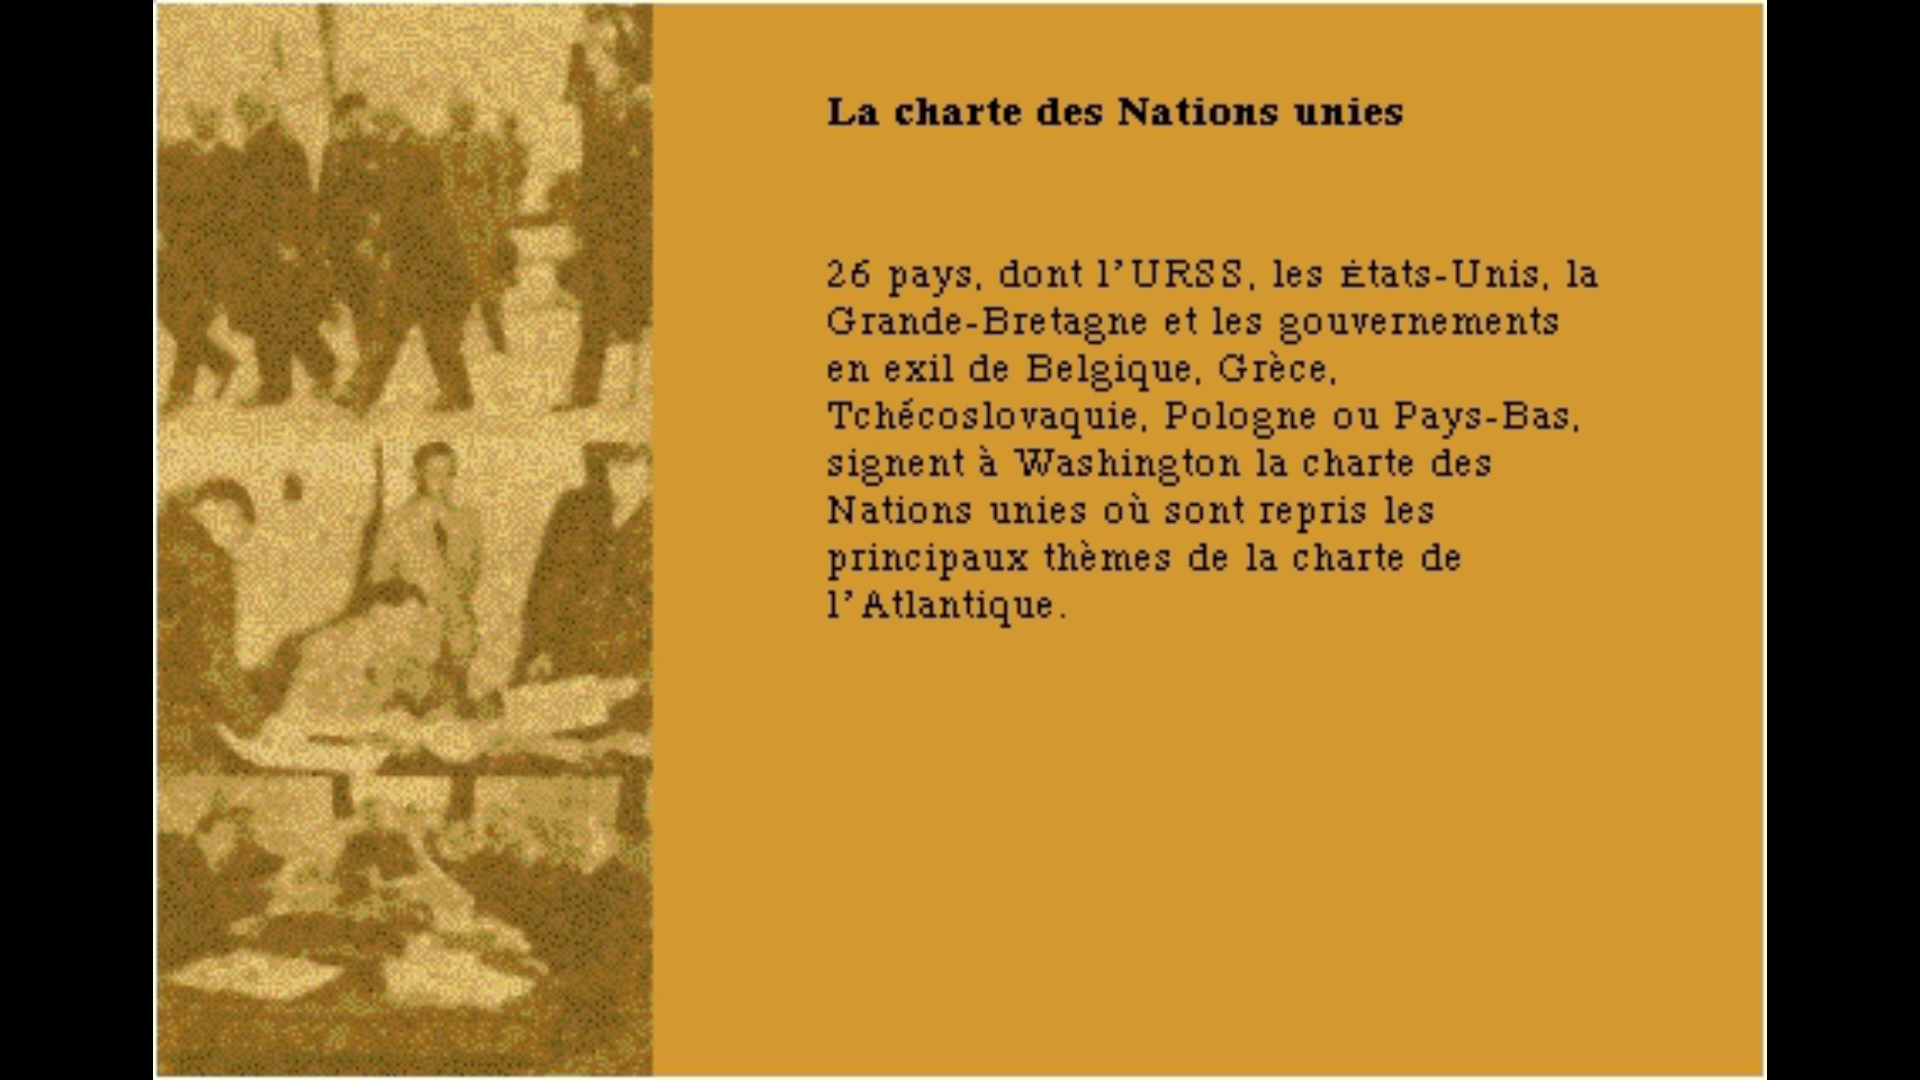 La charte des Nations unies
26 pays, dont l’URSS, les États-Unis, la
Grande-Bretagne et les gouvernements
en exil de Belgique, Grèce,
Tchécoslovaquie, Pologne ou Pays-Bas,
signent à Washington la charte des
Nations unies où sont repris les
principaux thèmes de la charte de
l’Atlantique.